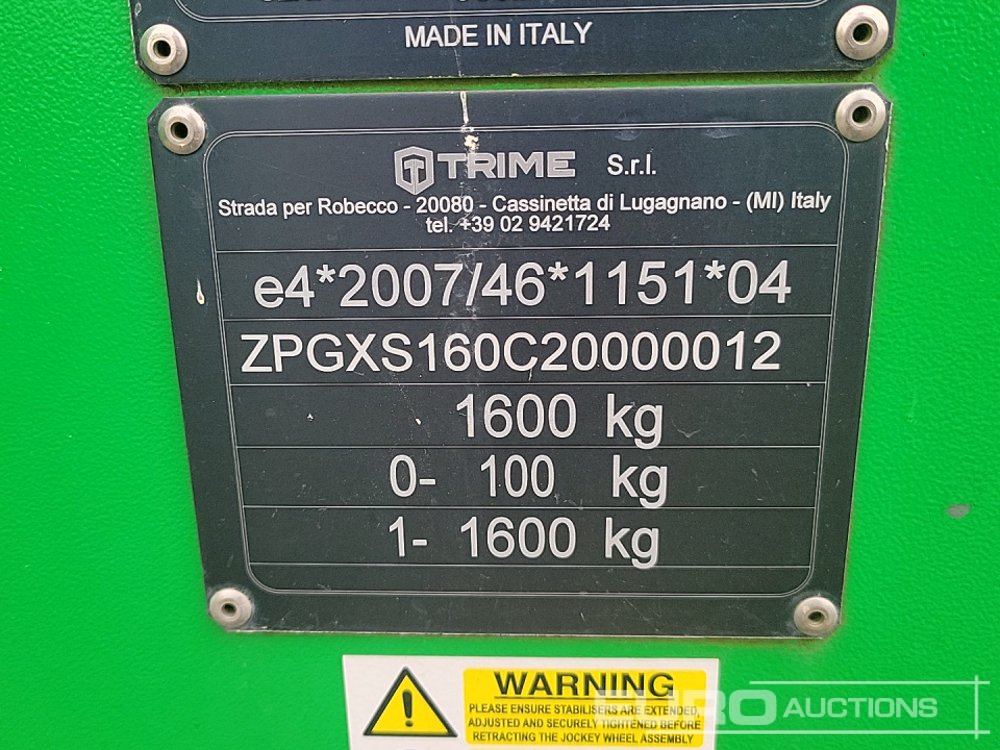 MADE IN ITALY
TRIME S.r.l.
Strada per Robecco - 20080 - Cassinetta di Lugagnano - (MI) Italy
tel. +39 02 9421724
e4*2007/46*1151*04
ZPGXS160C20000012
1600 kg
0- 100 kg
1- 1600 kg
WARNING
PLEASE ENSURE STABILISERS ARE EXTENDED,
ADJUSTED AND SECURELY TIGHTENED BEFORE
RETRACTING THE JOCKEY WHEEL ASSEMBLY
EURO AUCTIONS